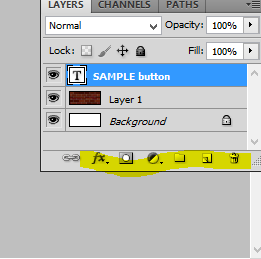 LAYERS CHANNELS PATHS
Normal Opacity: 100%
Lock: Fill: 100%
T SAMPLE button
Layer 1
Background
fx